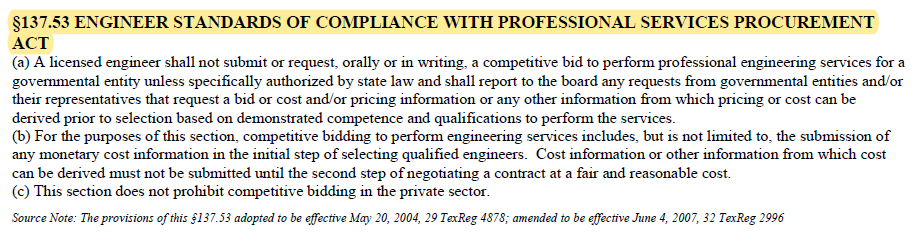 §137.53 ENGINEER STANDARDS OF COMPLIANCE WITH PROFESSIONAL SERVICES PROCUREMENT
ACT
(a) A licensed engineer shall not submit or request, orally or in writing, a competitive bid to perform professional engineering services for a
governmental entity unless specifically authorized by state law and shall report to the board any requests from governmental entities and/or
their representatives that request a bid or cost and/or pricing information or any other information from which pricing or cost can be
derived prior to selection based on demonstrated competence and qualifications to perform the services.
(b) For the purposes of this section, competitive bidding to perform engineering services includes, but is not limited to, the submission of
any monetary cost information in the initial step of selecting qualified engineers.  Cost information or other information from which cost
can be derived must not be submitted until the second step of negotiating a contract at a fair and reasonable cost.
(c) This section does not prohibit competitive bidding in the private sector.
Source Note: The provisions of this §137.53 adopted to be effective May 20, 2004, 29 TexReg 4878; amended to be effective June 4, 2007, 32 TexReg 2996